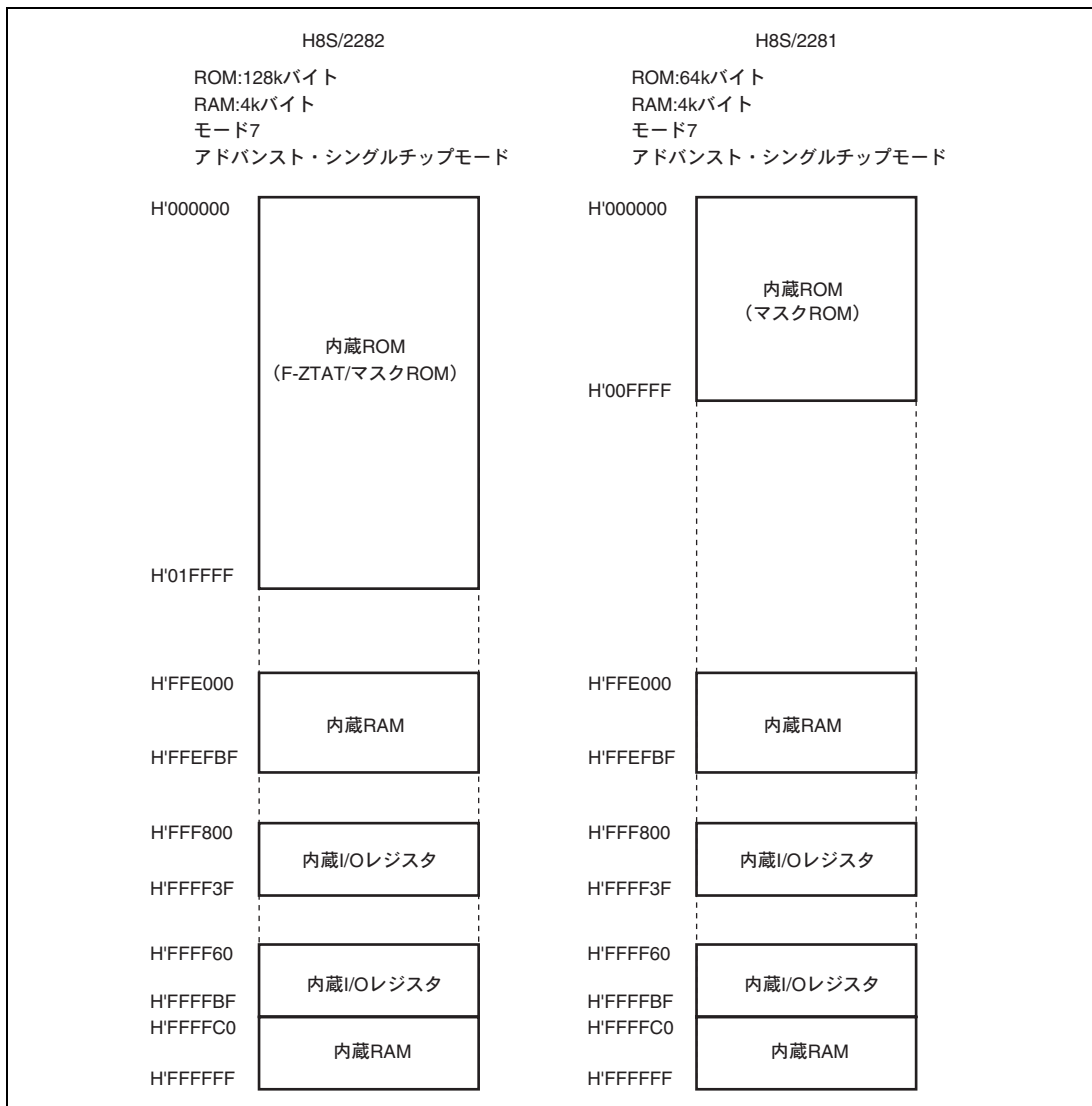 H8S/2282
ROM:128kバイト
RAM:4kバイト
モード7
アドバンスト・シングルチップモード
H'000000
内蔵ROM
（F-ZTAT/マスクROM）
H'01FFFF
H'FFE000
内蔵RAM
H'FFEFBF
H'FFF800
内蔵I/Oレジスタ
H'FFFF3F
H'FFFF60
内蔵I/Oレジスタ
H'FFFFBF
H'FFFFC0
内蔵RAM
H'FFFFFF
H8S/2281
ROM:64kバイト
RAM:4kバイト
モード7
アドバンスト・シングルチップモード
H'000000
内蔵ROM
（マスクROM）
H'00FFFF
H'FFE000
内蔵RAM
H'FFEFBF
H'FFF800
内蔵I/Oレジスタ
H'FFFF3F
H'FFFF60
内蔵I/Oレジスタ
H'FFFFBF
H'FFFFC0
内蔵RAM
H'FFFFFF